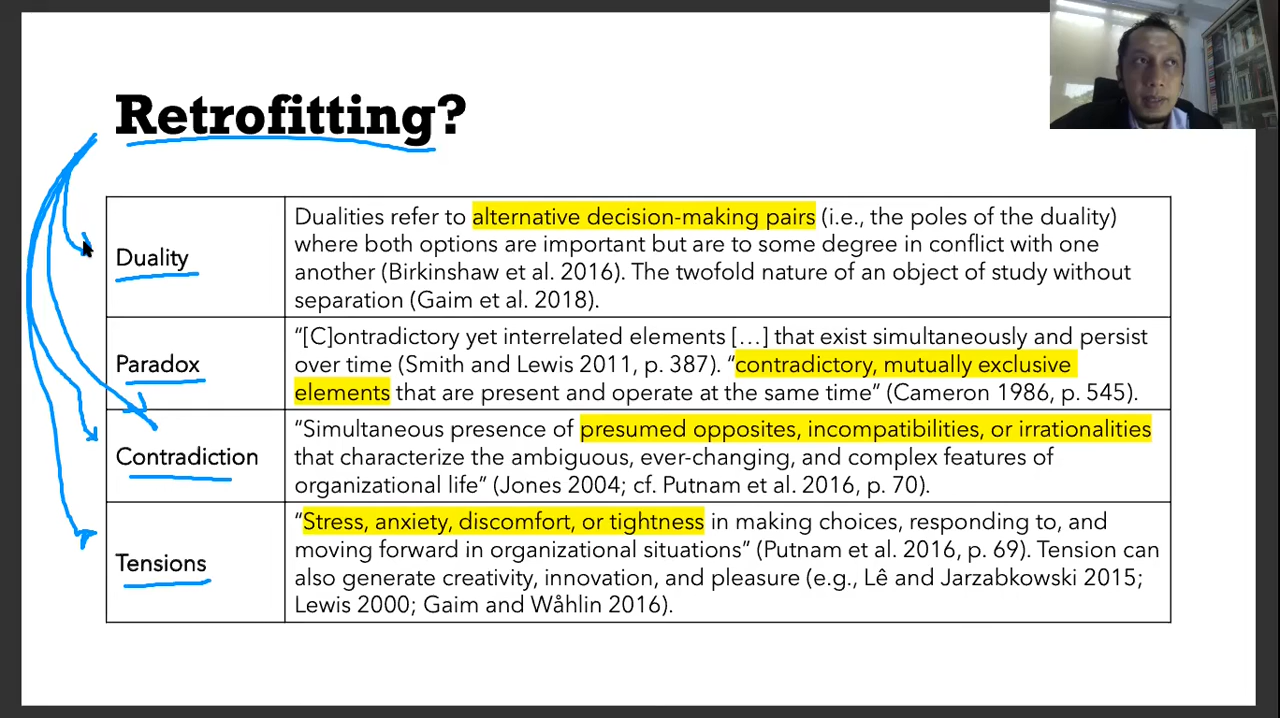 Retrofitting?
Duality
Dualities refer to alternative decision-making pairs (i.e., the poles of the duality)
where both options are important but are to some degree in conflict with one
another (Birkinshaw et al. 2016). The twofold nature of an object of study without
separation (Gaim et al. 2018).
Paradox
“[C]ontradictory yet interrelated elements […] that exist simultaneously and persist
over time (Smith and Lewis 2011, p. 387). “contradictory, mutually exclusive
elements that are present and operate at the same time” (Cameron 1986, p. 545).
Contradiction
“Simultaneous presence of presumed opposites, incompatibilities, or irrationalities
that characterize the ambiguous, ever-changing, and complex features of
organizational life” (Jones 2004; cf. Putnam et al. 2016, p. 70).
Tensions
“Stress, anxiety, discomfort, or tightness in making choices, responding to, and
moving forward in organizational situations” (Putnam et al. 2016, p. 69). Tension can
also generate creativity, innovation, and pleasure (e.g., Lê and Jarzabkowski 2015;
Lewis 2000; Gaim and Wåhlin 2016).